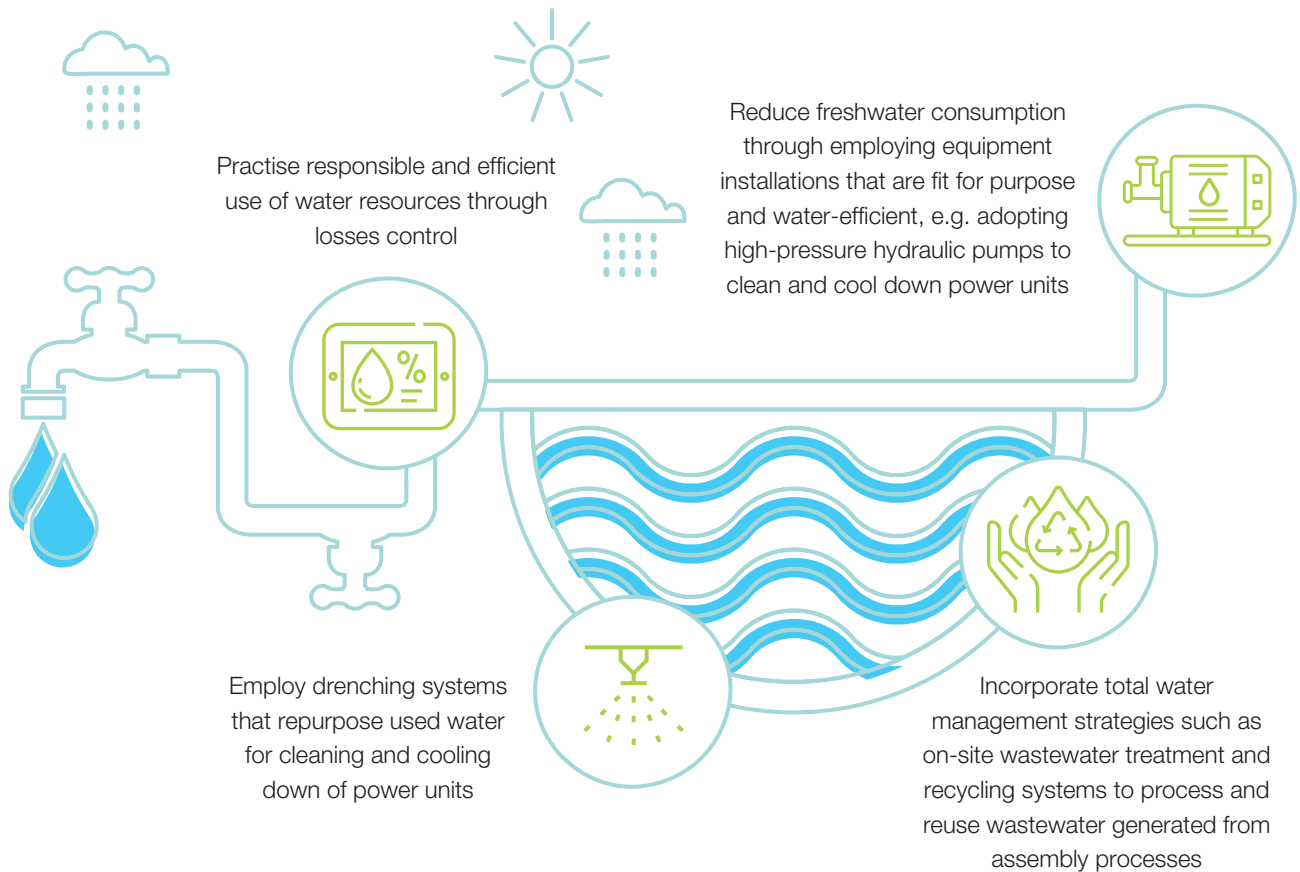 Practise responsible and efficient
use of water resources through
losses control
Reduce freshwater consumption
through employing equipment
installations that are fit for purpose
and water-efficient, e.g. adopting
high-pressure hydraulic pumps to
clean and cool down power units
%
Employ drenching systems
that repurpose used water
for cleaning and cooling
down of power units
Incorporate total water
management strategies such as
on-site wastewater treatment and
recycling systems to process and
reuse wastewater generated from
assembly processes